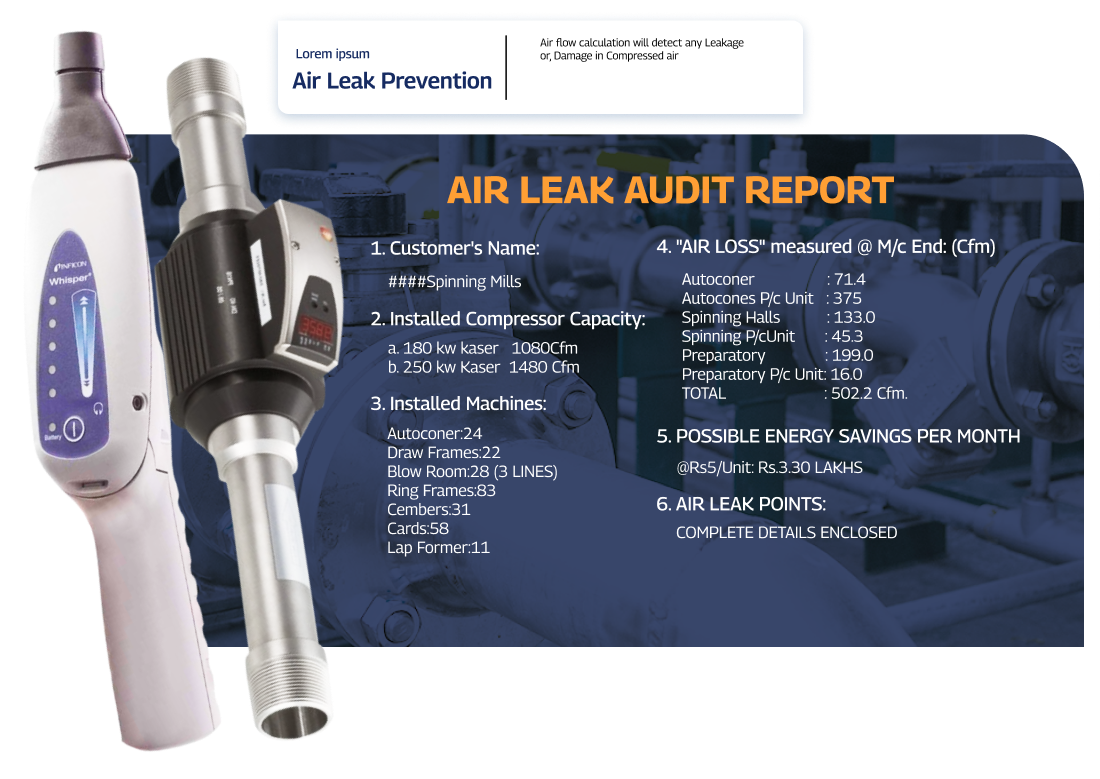 Lorem ipsum
Air Leak Prevention
Air flow calculation will detect any Leakage
or, Damage in Compressed air
AIR LEAK AUDIT REPORT
1. Customer's Name:
####Spinning Mills
2. Installed Compressor Capacity:
a. 180 kw kaser 1080Cfm
b. 250 kw Kaser 1480 Cfm
3. Installed Machines:
Autoconer:24
Draw Frames:22
Blow Room:28 (3 LINES)
Ring Frames:83
Cembers:31
Cards:58
Lap Former:11
4. "AIR LOSS" measured @ M/c End: (Cfm)
Autoconer : 71.4
Autocones P/c Unit : 375
Spinning Halls : 133.0
Spinning P/cUnit : 45.3
Preparatory : 199.0
Preparatory P/c Unit: 16.0
TOTAL : 502.2 Cfm.
5. POSSIBLE ENERGY SAVINGS PER MONTH
@Rs5/Unit: Rs.3.30 LAKHS
6. AIR LEAK POINTS:
COMPLETE DETAILS ENCLOSED
INFICON
Whisper
Battery